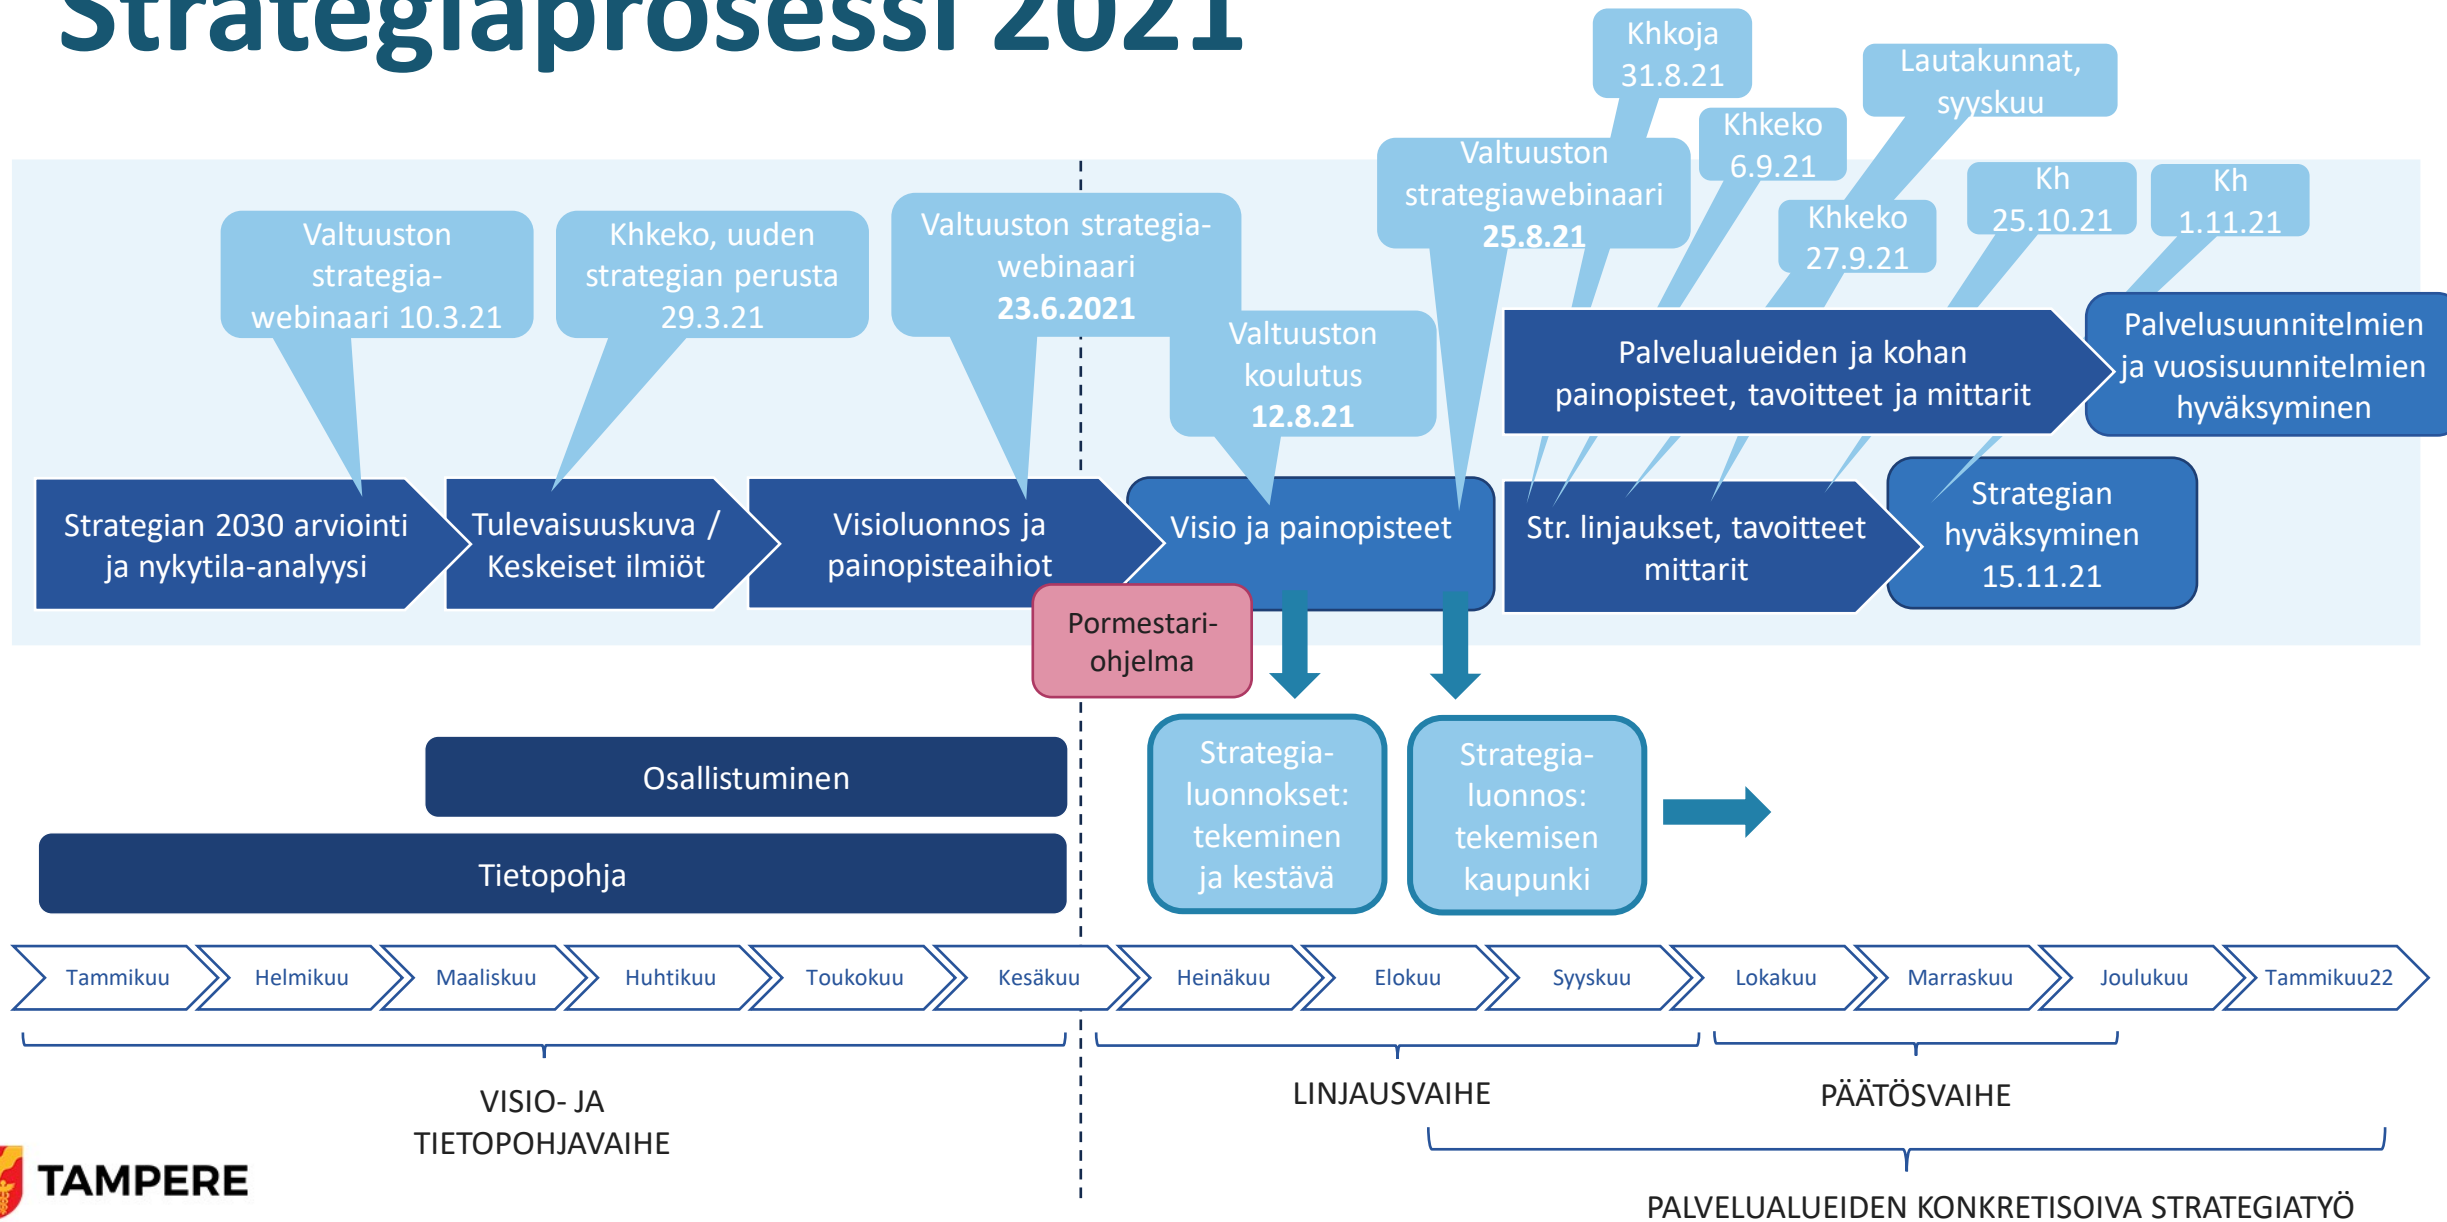 Strategiaprosessi 2021
Khkoja
31.8.21
Lautakunnat,
syyskuu
Khkeko
6.9.21
Valtuuston
strategiawebinaari
25.8.21
Kh
25.10.21
Kh
1.11.21
Khkeko
27.9.21
Valtuuston
strategia-
webinaari 10.3.21
Khkeko, uuden
strategian perusta
29.3.21
Valtuuston strategia-
webinaari
23.6.2021
Valtuuston
koulutus
12.8.21
Palvelualueiden ja kohan
painopisteet, tavoitteet ja mittarit
Palvelusuunnitelmien
ja vuosisuunnitelmien
hyväksyminen
Strategian 2030 arviointi
ja nykytila-analyysi
Tulevaisuuskuva /
Keskeiset ilmiöt
Visioluonnos ja
painopisteaihiot
Visio ja painopisteet
Str. linjaukset, tavoitteet
mittarit
Strategian
hyväksyminen
15.11.21
Pormestari-
ohjelma
Osallistuminen
Tietopohja
Strategia-
luonnokset:
tekeminen
ja kestävä
Strategia-
luonnos:
tekemisen
kaupunki
Tammikuu
Helmikuu
Maaliskuu
Huhtikuu
Toukokuu
Kesäkuu
Heinäkuu
Elokuu
Syyskuu
Lokakuu
Marraskuu
Joulukuu
Tammikuu22
VISIO- JA
TIETOPOHJAVAIHE
LINJAUSVAIHE
PÄÄTÖSVAIHE
PALVELUALUEIDEN KONKRETISOIVA STRATEGIATYÖ
TAMPERE